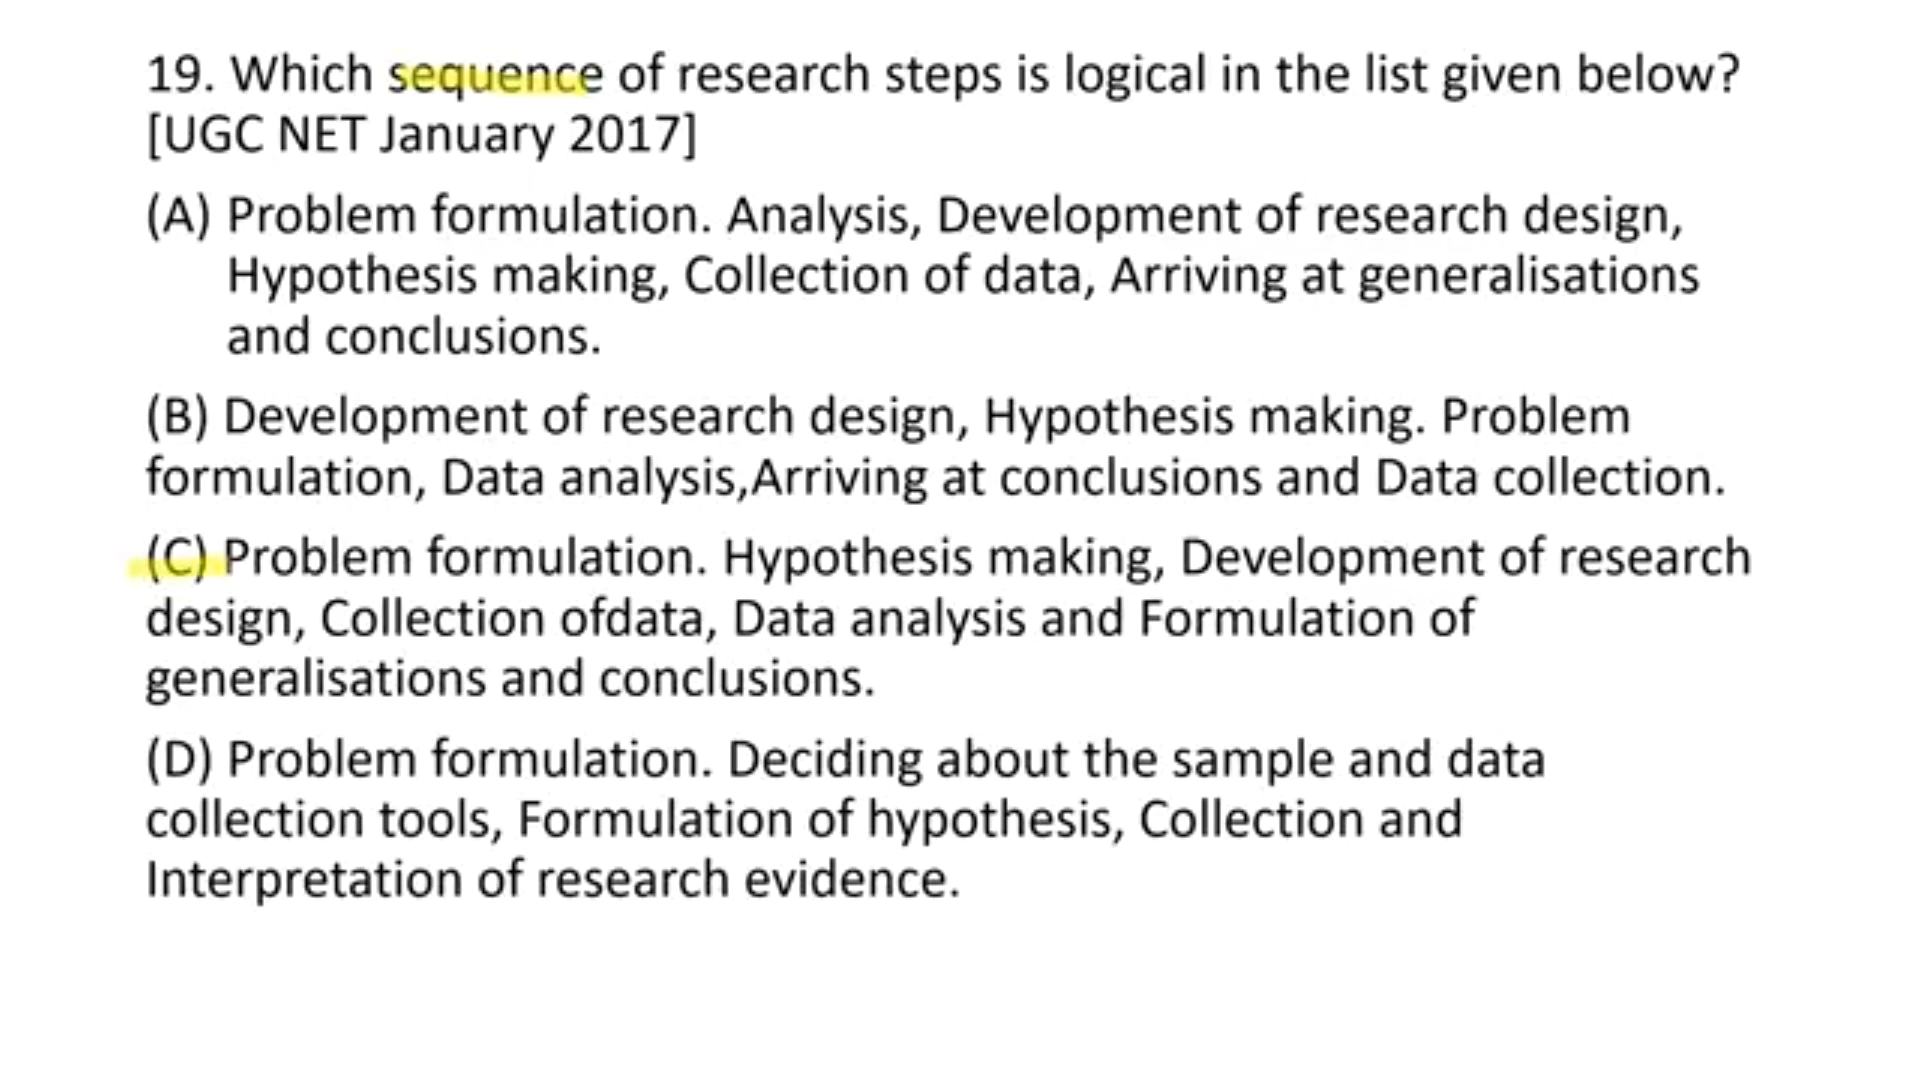 19. Which sequence of research steps is logical in the list given below?
[UGC NET January 2017]
(A) Problem formulation. Analysis, Development of research design,
Hypothesis making, Collection of data, Arriving at generalisations
and conclusions.
(B) Development of research design, Hypothesis making. Problem
formulation, Data analysis,Arriving at conclusions and Data collection.
(C) Problem formulation. Hypothesis making, Development of research
design, Collection ofdata, Data analysis and Formulation of
generalisations and conclusions.
(D) Problem formulation. Deciding about the sample and data
collection tools, Formulation of hypothesis, Collection and
Interpretation of research evidence.